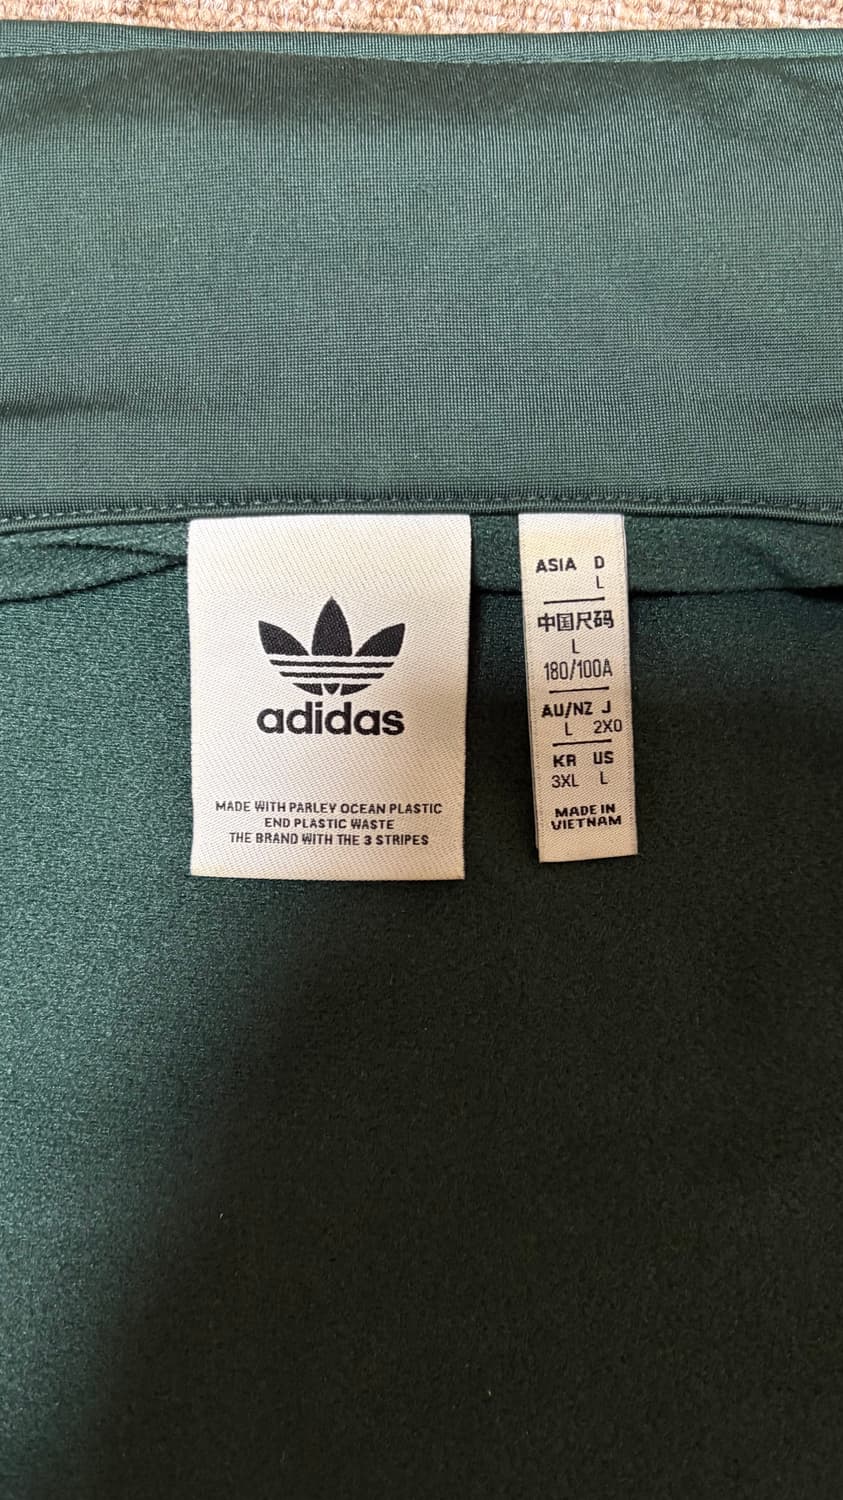 adidas
MADE WITH PARLEY OCEAN PLASTIC
END PLASTIC WASTE
THE BRAND WITH THE 3 STRIPES
ASIA D
L
中国尺码
L
180/100A
AU/NZ J
L 2XO
KR US
3XL L
MADE IN
VIETNAM